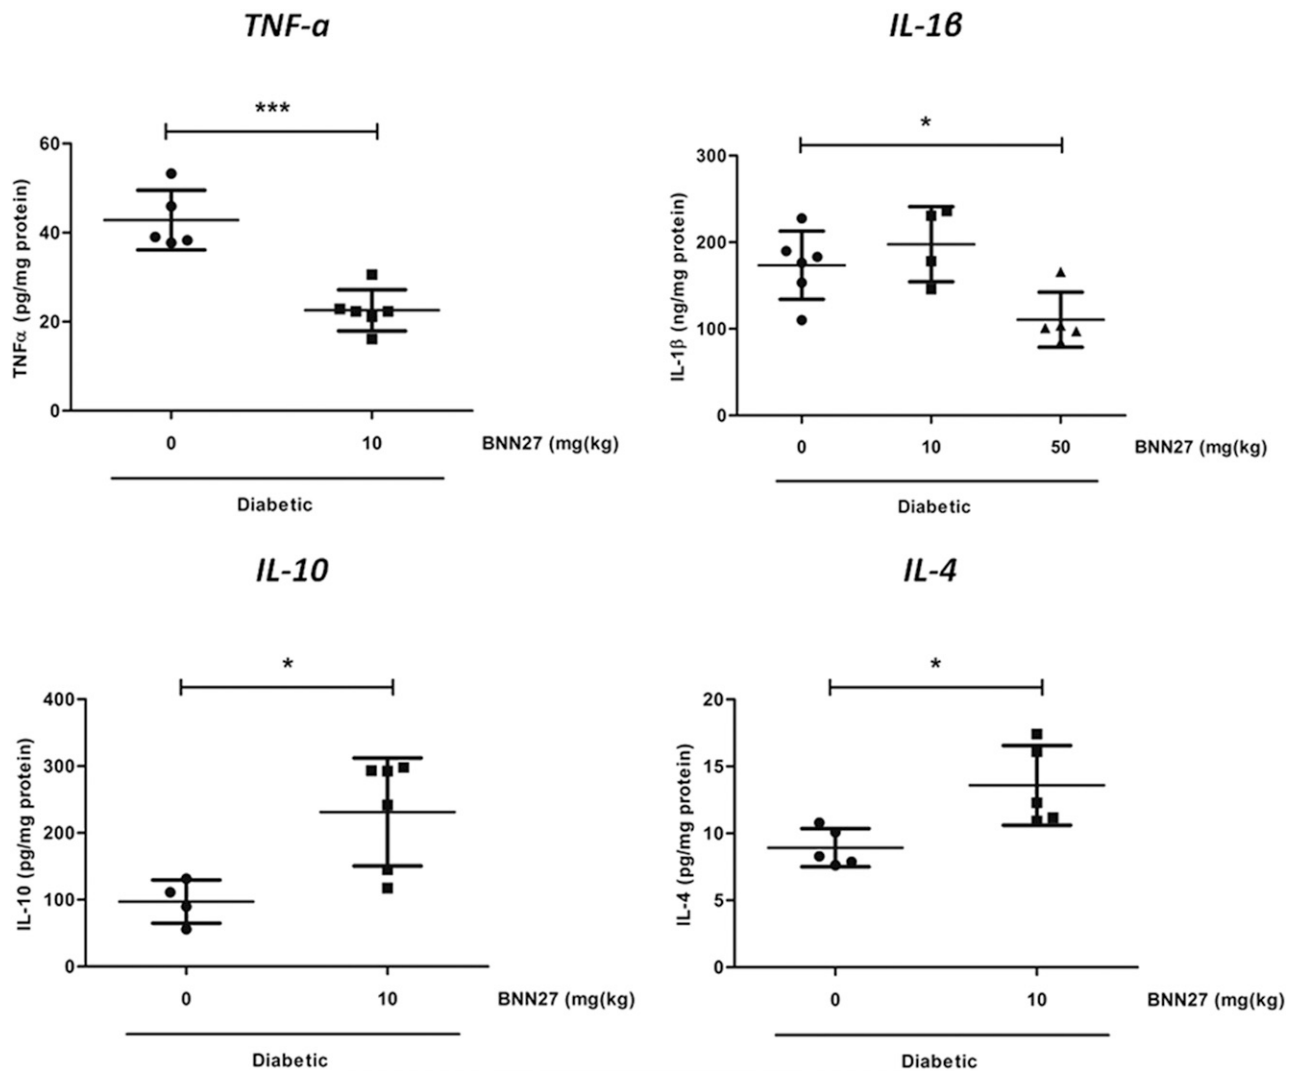 TNF-α
***
TNFα (pg/mg protein)
60
40
20
0
0 10 BNN27 (mg(kg)
Diabetic
IL-1β
*
IL-1β (ng/mg protein)
300
200
100
0
0 10 50 BNN27 (mg(kg)
Diabetic
IL-10
*
IL-10 (pg/mg protein)
400
300
200
100
0
0 10 BNN27 (mg(kg)
Diabetic
IL-4
*
IL-4 (pg/mg protein)
20
15
10
5
0
0 10 BNN27 (mg(kg)
Diabetic